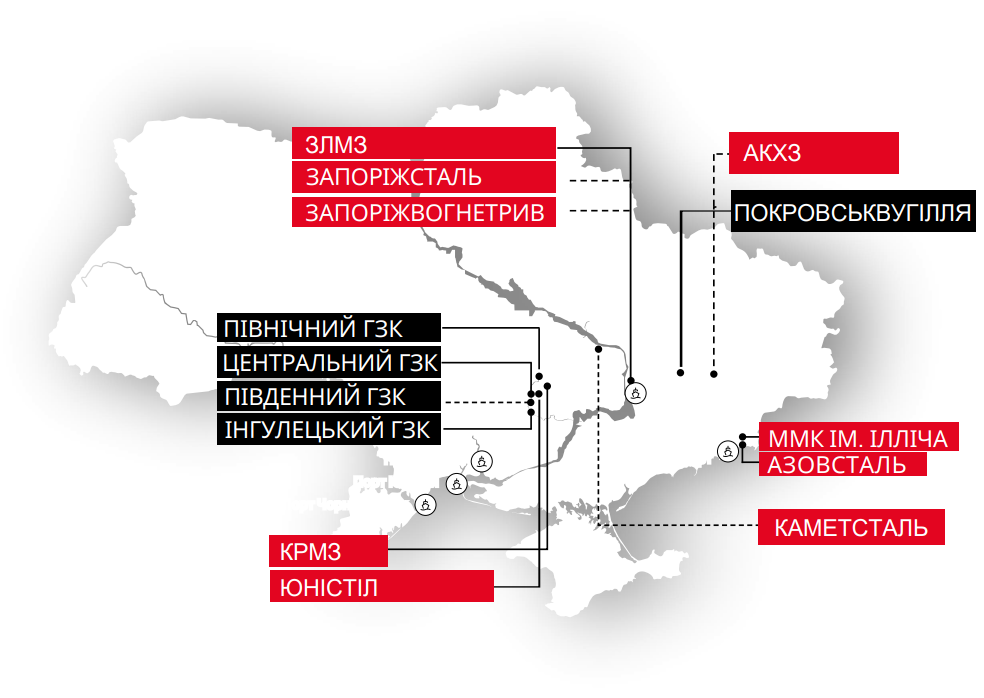 ЗЛМЗ
ЗАПОРІЖСТАЛЬ
ЗАПОРІЖВОГНЕТРИВ
АКХЗ
ПОКРОВСЬКВУГІЛЛЯ
ПІВНІЧНИЙ ГЗК
ЦЕНТРАЛЬНИЙ ГЗК
ПІВДЕННИЙ ГЗК
ІНГУЛЕЦЬКИЙ ГЗК
ММК ІМ. ІЛЛІЧА
АЗОВСТАЛЬ
КАМЕТСТАЛЬ
КРМЗ
ЮНІСТІЛ